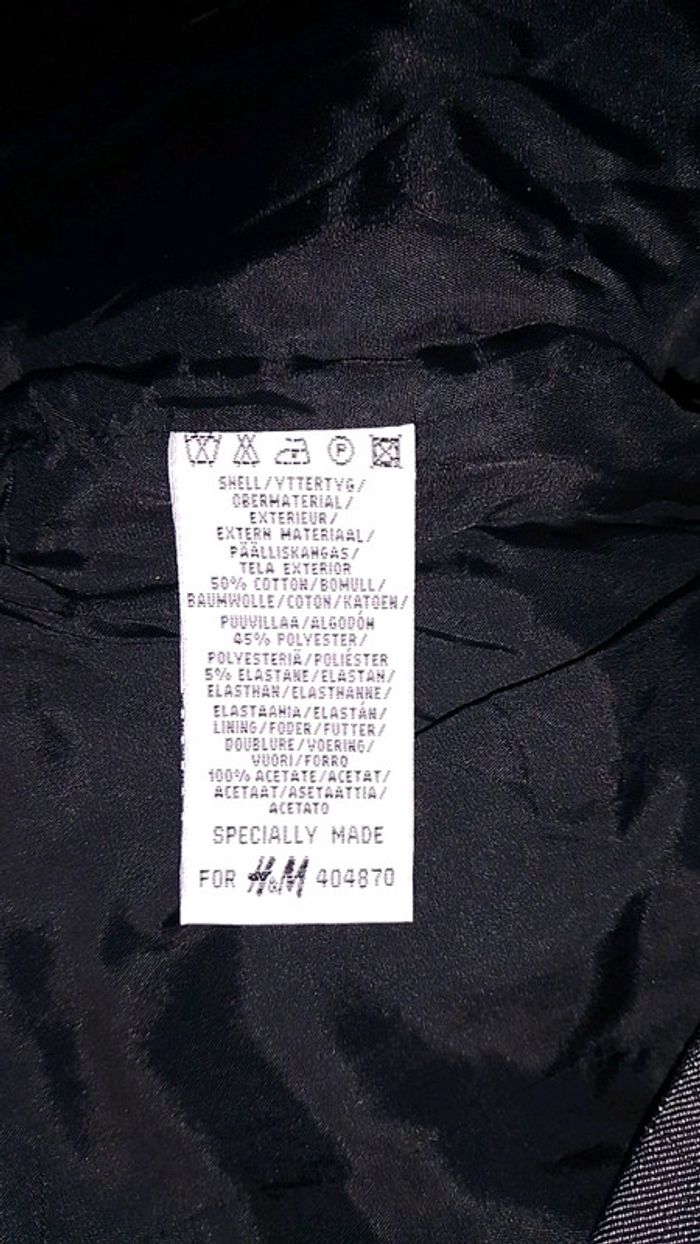 P
SHELL/YTTERTYG/
OBERMATERIAL/
EXTERIEUR/
EXTERN MATERIAAL/
PÄÄLLISKANGAS/
TELA EXTERIOR
50% COTTON/BOMULL/
BAUMWOLLE/COTON/KATOEN/
PUUVILLAA/ALGODÓN
45% POLYESTER/
POLYESTERIÄ/POLIÉSTER
5% ELASTANE/ELASTAN/
ELASTHAN/ELASTHANNE/
ELASTAANIA/ELASTÁN/
LINING/FODER/FUTTER/
DOUBLURE/VOERING/
VUORI/FORRO
100% ACETATE/ACETAT/
ACETAAT/ASETAATTIA/
ACETATO
SPECIALLY MADE
FOR H&M 404870